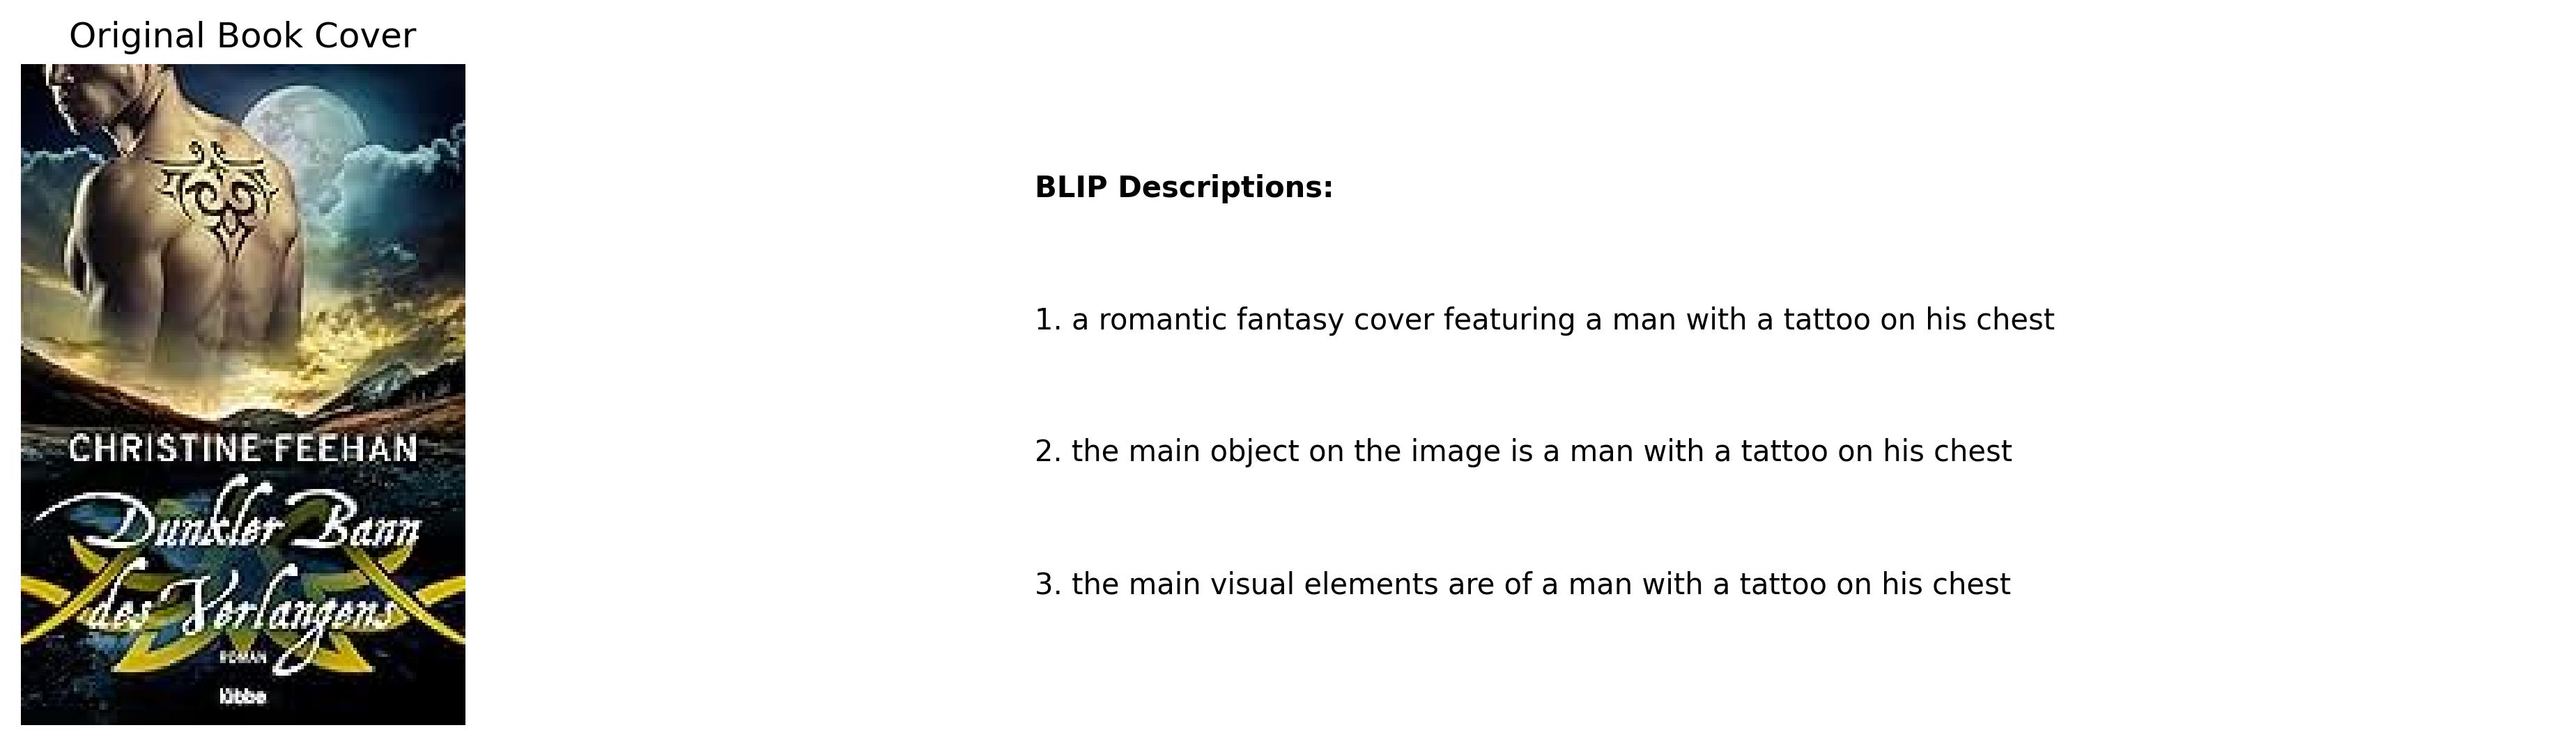 Original Book Cover
CHRISTINE FEEHAN
Dunkler Bann
des Verlangens
ROMAN
lübbe
BLIP Descriptions:
1. a romantic fantasy cover featuring a man with a tattoo on his chest
2. the main object on the image is a man with a tattoo on his chest
3. the main visual elements are of a man with a tattoo on his chest